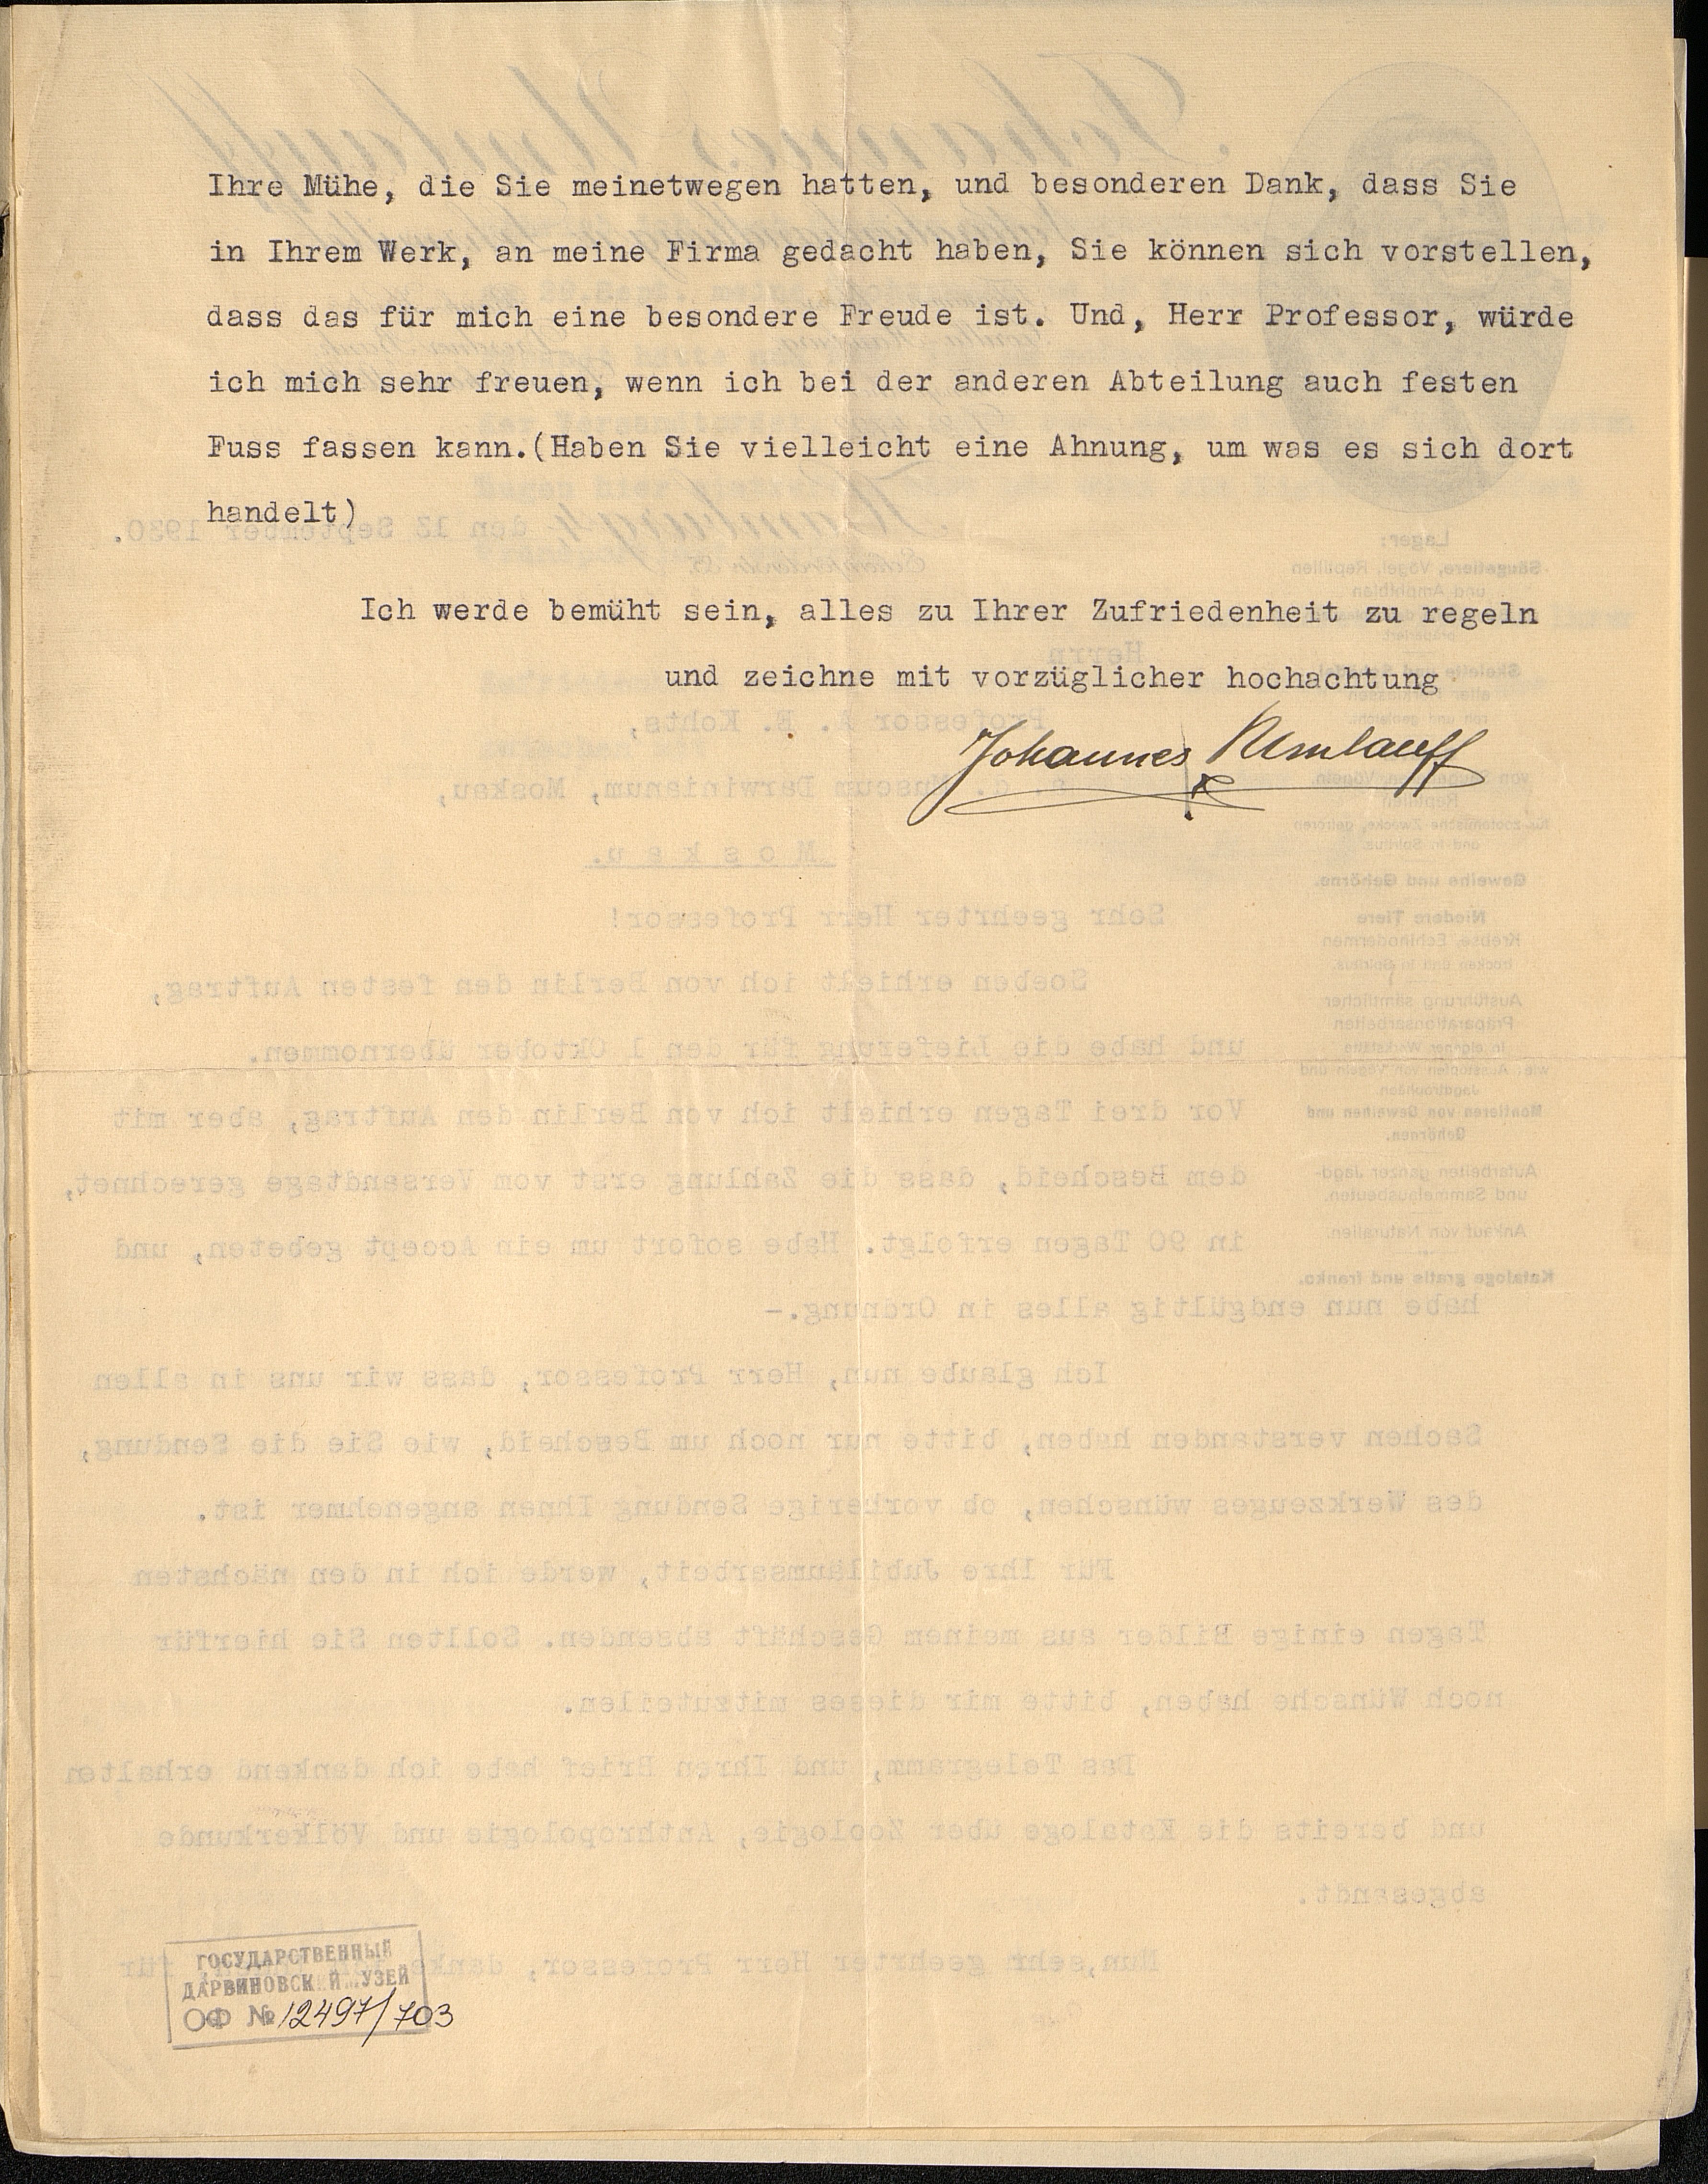 Ihre Mühe, die Sie meinetwegen hatten, und besonderen Dank, dass Sie
in Ihrem Werk, an meine Firma gedacht haben, Sie können sich vorstellen,
dass das für mich eine besondere Freude ist. Und, Herr Professor, würde
ich mich sehr freuen, wenn ich bei der anderen Abteilung auch festen
Fuss fassen kann.(Haben Sie vielleicht eine Ahnung, um was es sich dort
handelt)
Ich werde bemüht sein, alles zu Ihrer Zufriedenheit zu regeln
und zeichne mit vorzüglicher hochachtung
Johannes Umlauff
ГОСУДАРСТВЕННЫЙ
ДАРВИНОВСКИЙ МУЗЕЙ
ОФ № 12497/703